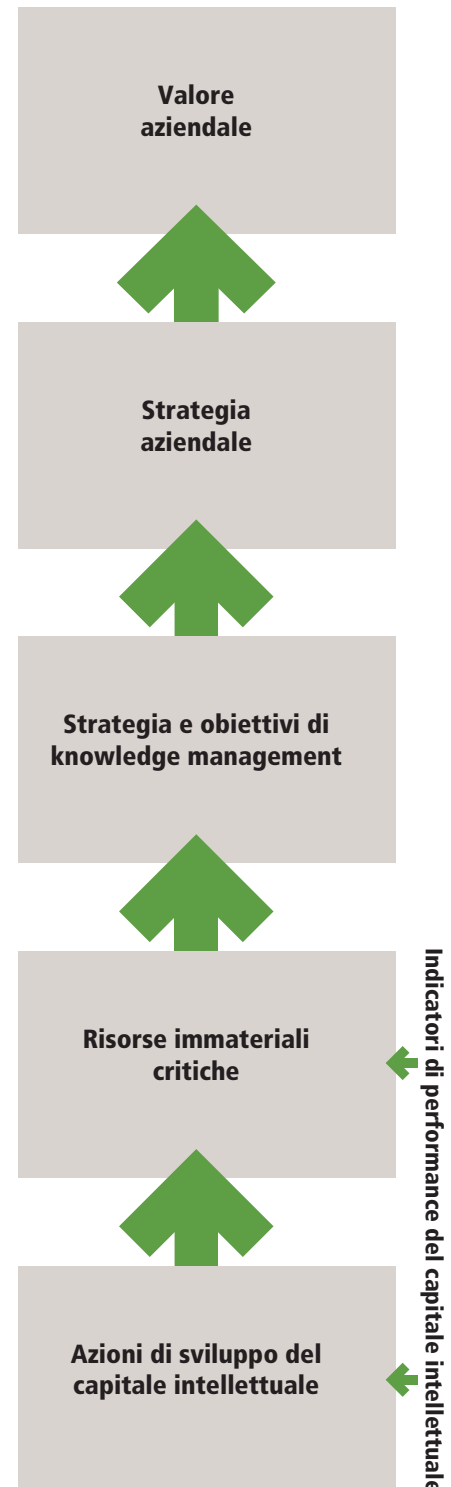 Valore
aziendale
Strategia
aziendale
Strategia e obiettivi di
knowledge management
Risorse immateriali
critiche
Indicatori di performance del capitale intellettuale
Azioni di sviluppo del
capitale intellettuale